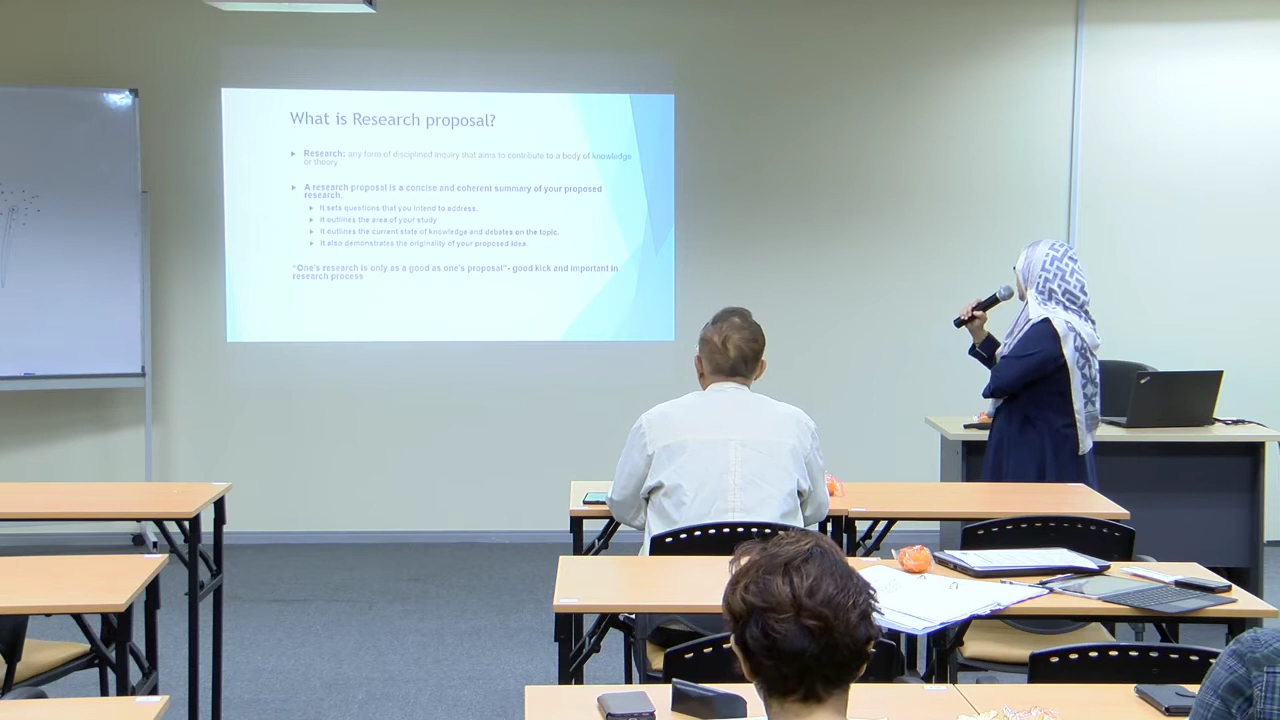 What is Research proposal?
Research: any form of disciplined inquiry that aims to contribute to a body of knowledge
or theory
A research proposal is a concise and coherent summary of your proposed
research.
It sets questions that you intend to address.
It outlines the area of your study
It outlines the current state of knowledge and debates on the topic.
It also demonstrates the originality of your proposed idea.
"One's research is only as a good as one's proposal"- good kick and important in
research process